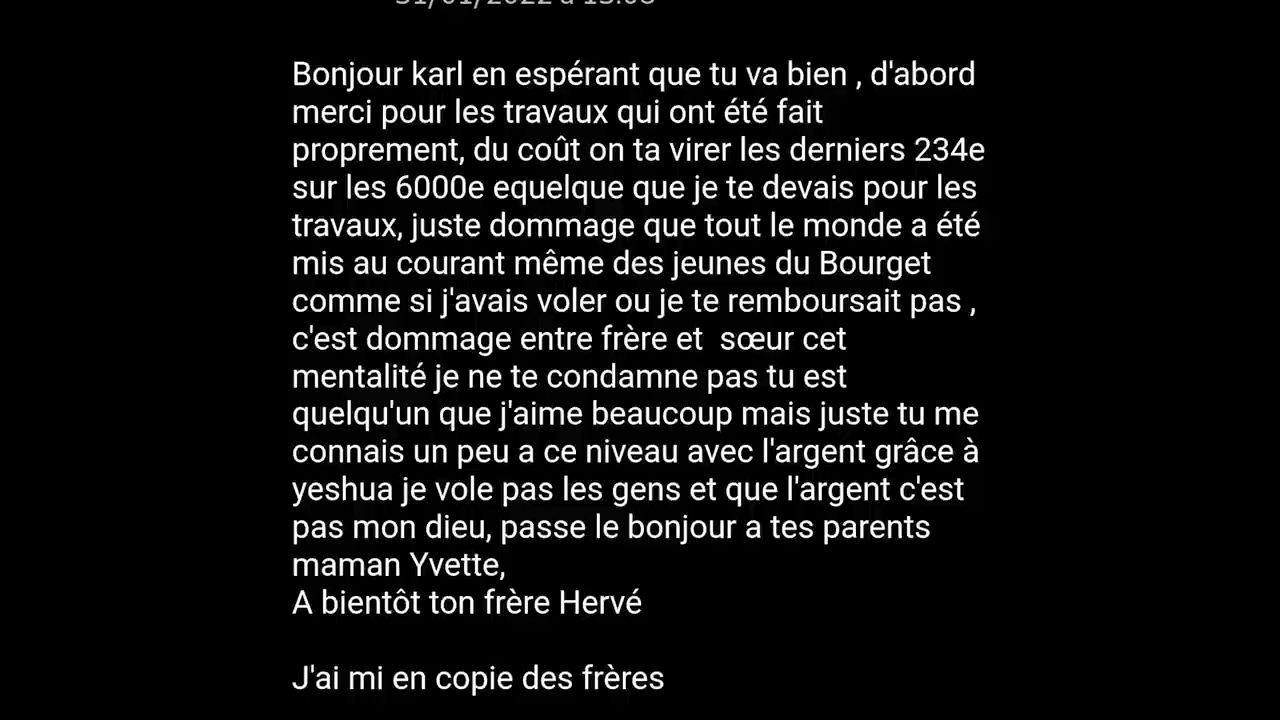 31/01/2022 à 15:08
Bonjour karl en espérant que tu va bien , d'abord
merci pour les travaux qui ont été fait
proprement, du coût on ta virer les derniers 234e
sur les 6000e equelque que je te devais pour les
travaux, juste dommage que tout le monde a été
mis au courant même des jeunes du Bourget
comme si j'avais voler ou je te remboursait pas ,
c'est dommage entre frère et  sœur cet
mentalité je ne te condamne pas tu est
quelqu'un que j'aime beaucoup mais juste tu me
connais un peu a ce niveau avec l'argent grâce à
yeshua je vole pas les gens et que l'argent c'est
pas mon dieu, passe le bonjour a tes parents
maman Yvette,
A bientôt ton frère Hervé
J'ai mi en copie des frères